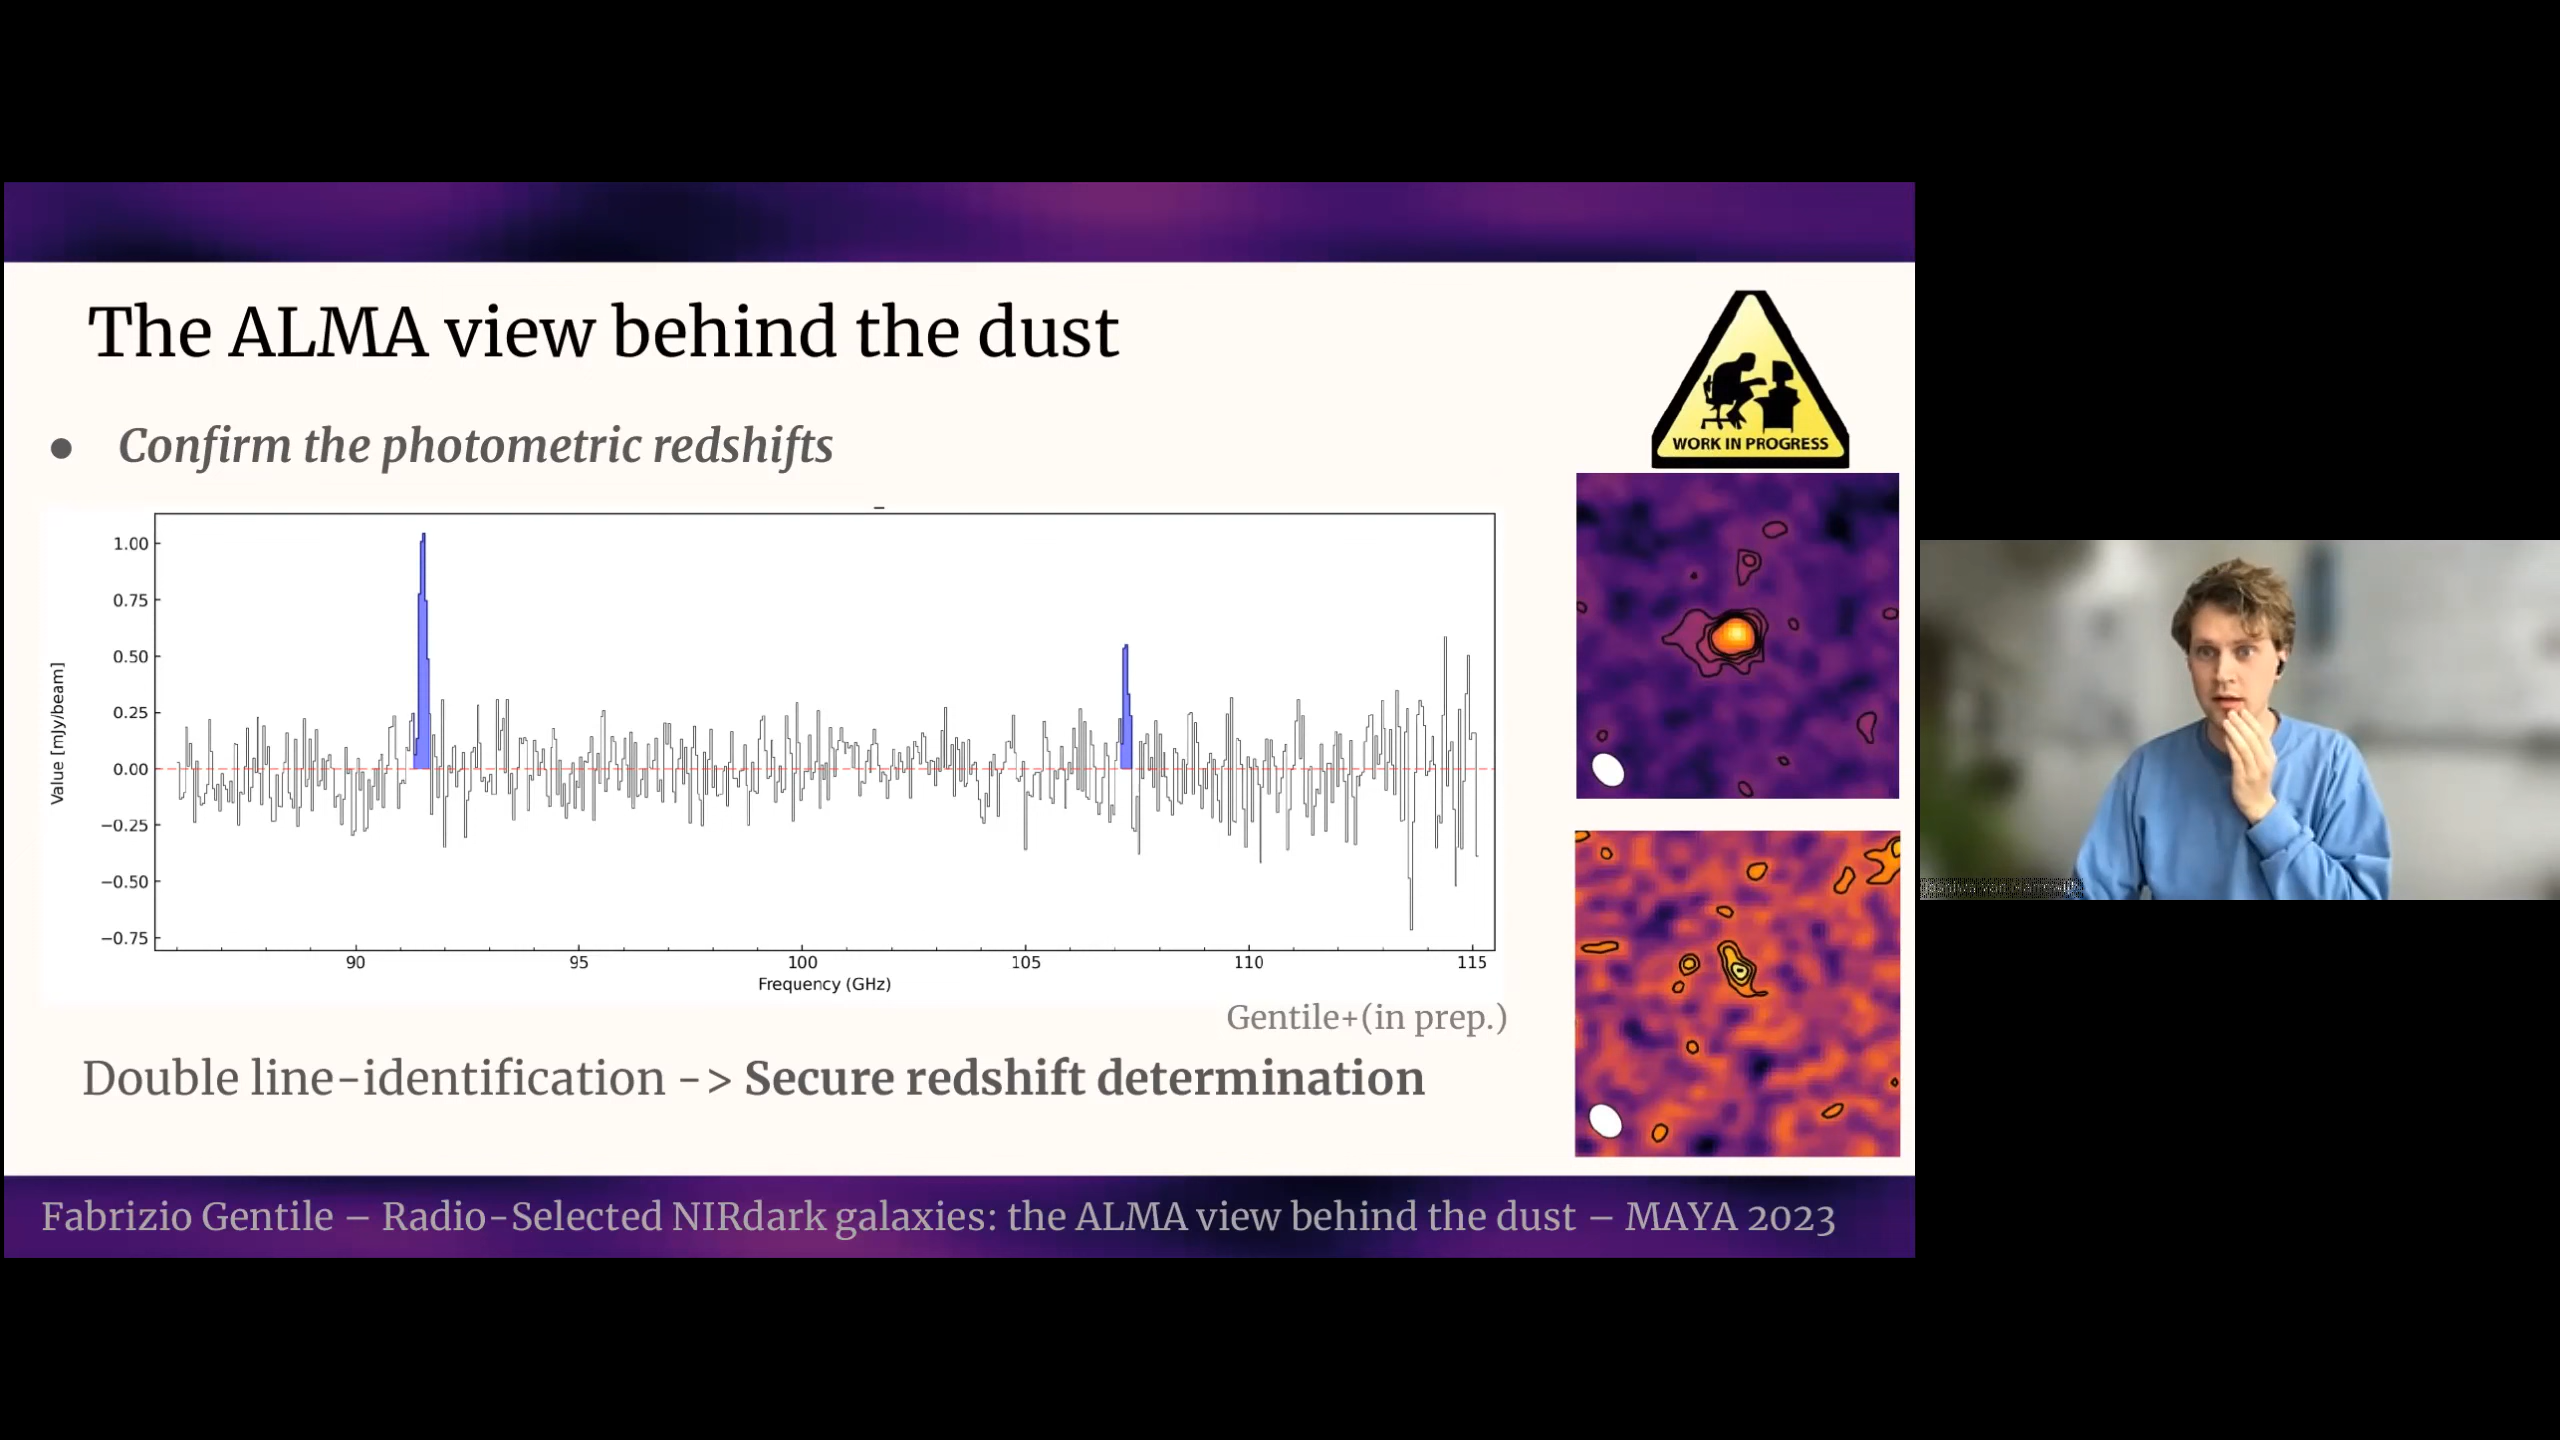 The ALMA view behind the dust
WORK IN PROGRESS
● Confirm the photometric redshifts
1.00
0.75
0.50
0.25
0.00
−0.25
−0.50
−0.75
Value [mJy/beam]
90 95 100 105 110 115
Frequency (GHz)
Gentile+(in prep.)
Double line-identification -> Secure redshift determination
Fabrizio Gentile – Radio-Selected NIRdark galaxies: the ALMA view behind the dust – MAYA 2023